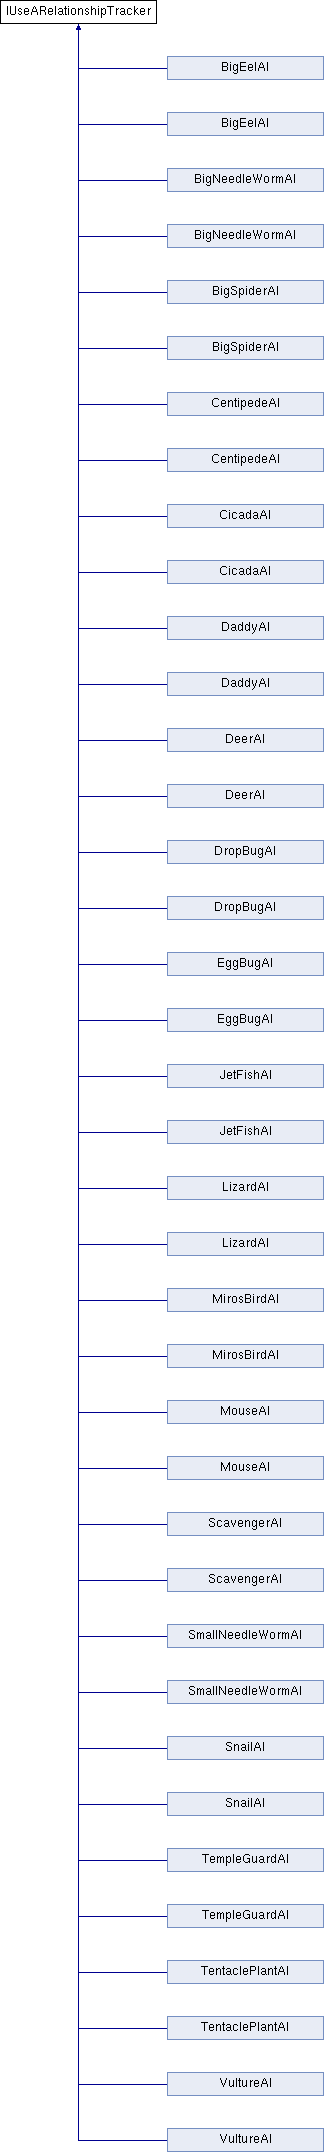 IUseARelationshipTracker
BigEelAI
BigEelAI
BigNeedleWormAI
BigNeedleWormAI
BigSpiderAI
BigSpiderAI
CentipedeAI
CentipedeAI
CicadaAI
CicadaAI
DaddyAI
DaddyAI
DeerAI
DeerAI
DropBugAI
DropBugAI
EggBugAI
EggBugAI
JetFishAI
JetFishAI
LizardAI
LizardAI
MirosBirdAI
MirosBirdAI
MouseAI
MouseAI
ScavengerAI
ScavengerAI
SmallNeedleWormAI
SmallNeedleWormAI
SnailAI
SnailAI
TempleGuardAI
TempleGuardAI
TentaclePlantAI
TentaclePlantAI
VultureAI
VultureAI